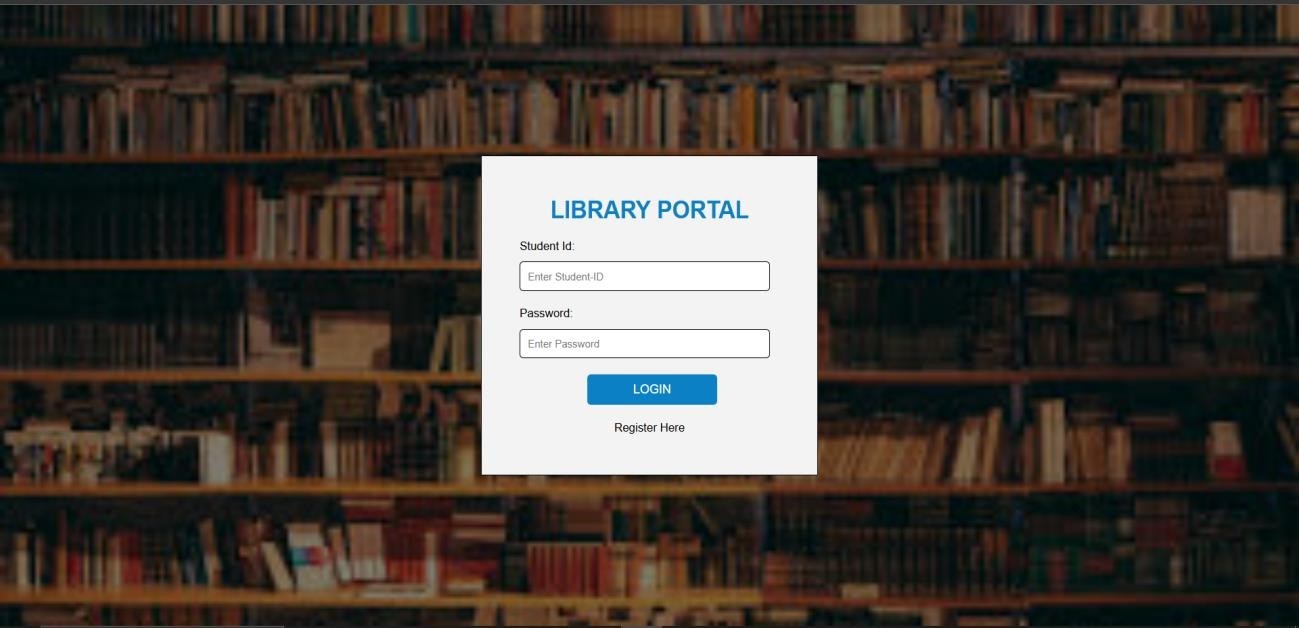 LIBRARY PORTAL
Student Id:
Enter Student-ID
Password:
Enter Password
LOGIN
Register Here